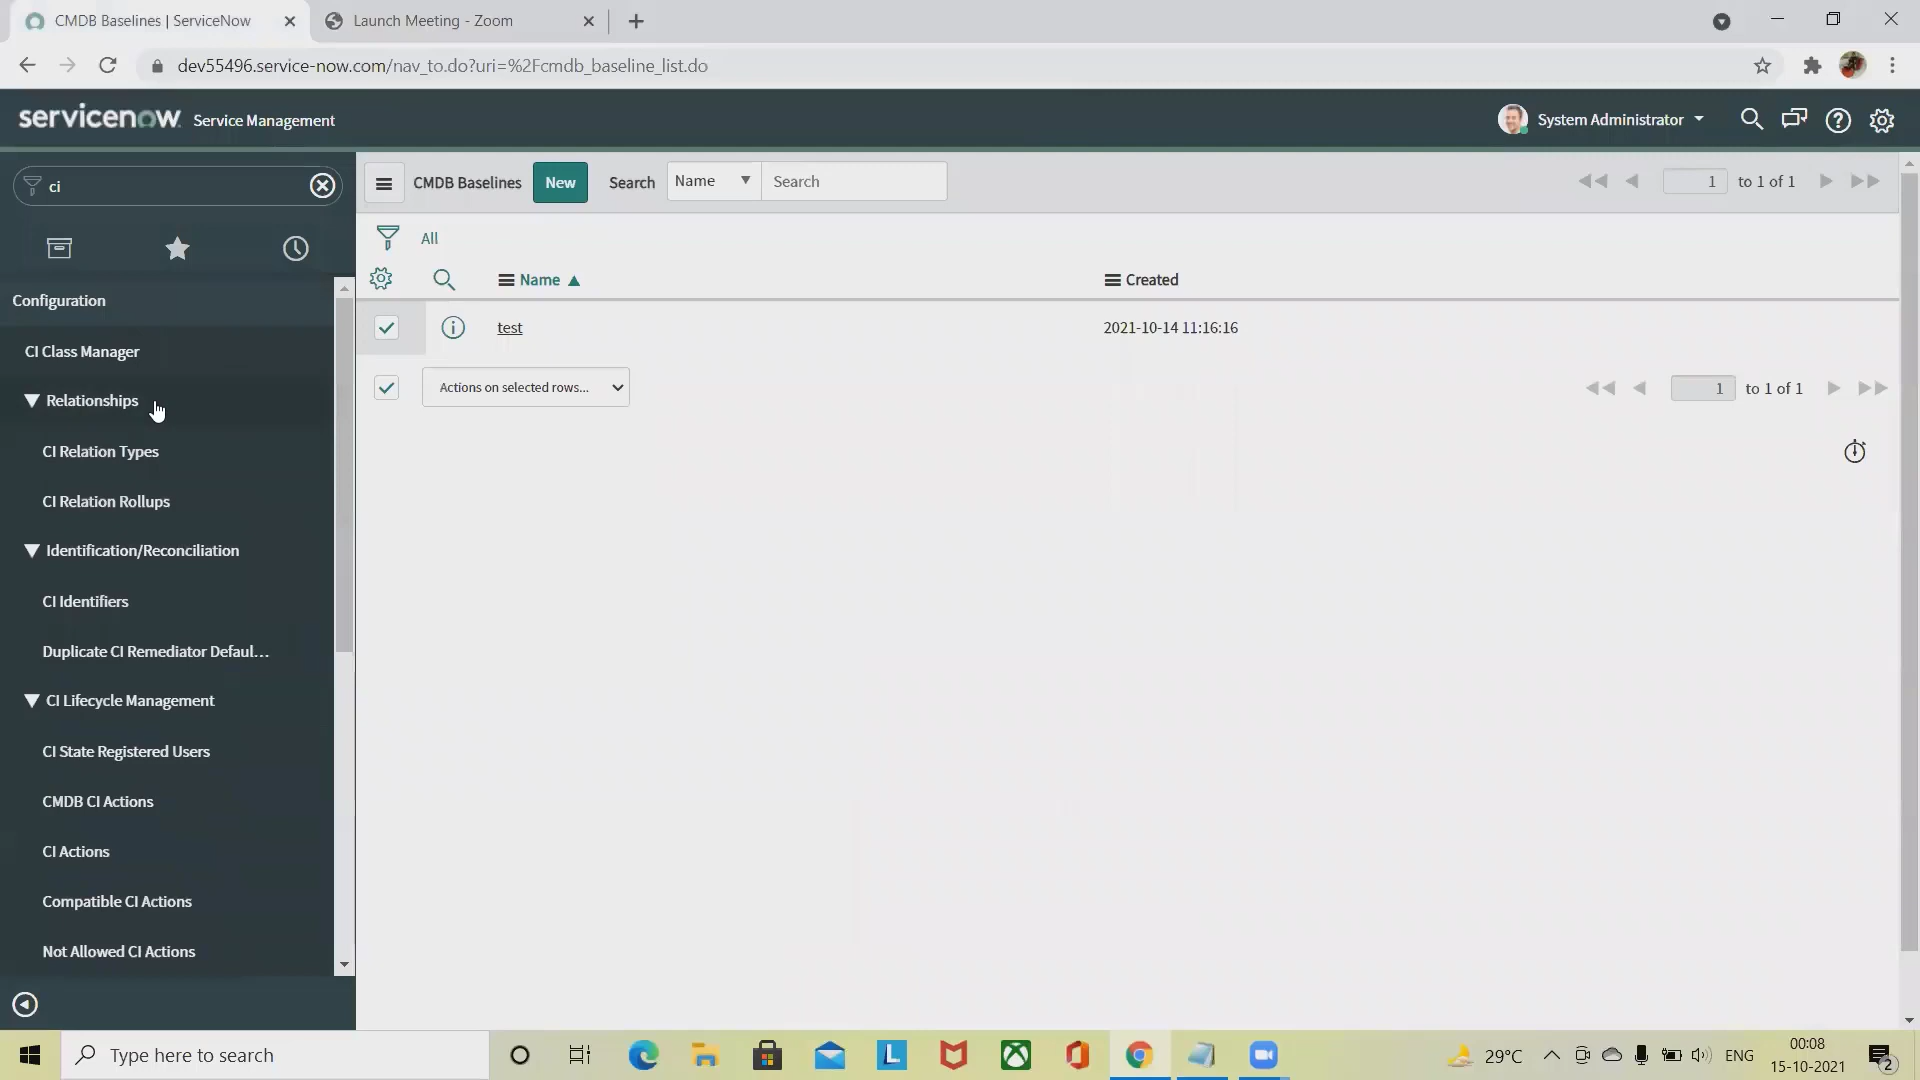 CMDB Baselines | ServiceNow
Launch Meeting - Zoom
dev55496.service-now.com/nav_to.do?uri=%2Fcmdb_baseline_list.do
servicenow Service Management
System Administrator
ci
CMDB Baselines
New
Search
Name
Search
1 to 1 of 1
All
Name
Created
test
2021-10-14 11:16:16
Actions on selected rows...
1 to 1 of 1
Configuration
CI Class Manager
Relationships
CI Relation Types
CI Relation Rollups
Identification/Reconciliation
CI Identifiers
Duplicate CI Remediator Defaul...
CI Lifecycle Management
CI State Registered Users
CMDB CI Actions
CI Actions
Compatible CI Actions
Not Allowed CI Actions
Type here to search
L
29°C
ENG
00:08
15-10-2021
2